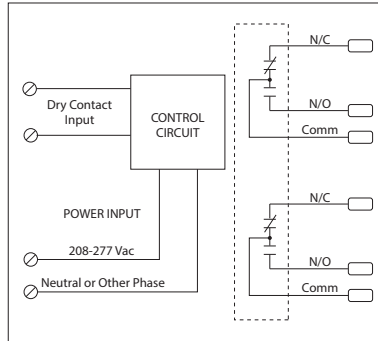 N/C
Dry Contact
Input
CONTROL
CIRCUIT
N/O
Comm
POWER INPUT
208-277 Vac
Neutral or Other Phase
N/C
N/O
Comm